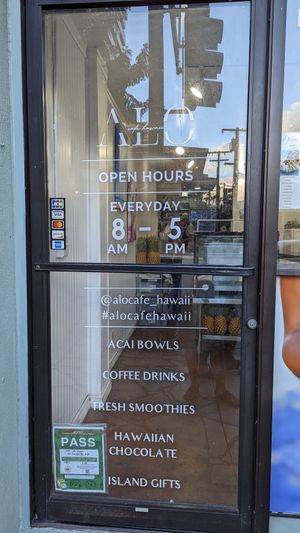 ALO
cafe hawaii
OPEN HOURS
EVERYDAY
8 – 5
AM PM
VISA
@alocafe_hawaii
#alocafehawaii
ACAI BOWLS
COFFEE DRINKS
FRESH SMOOTHIES
HAWAIIAN
CHOCOLATE
ISLAND GIFTS
PASS